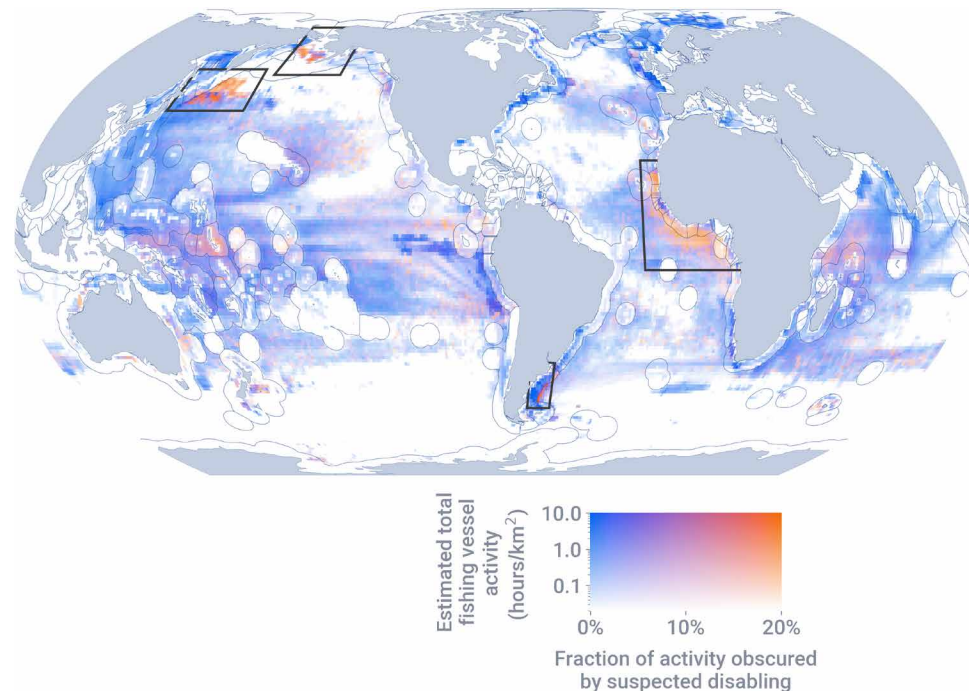 Estimated total
fishing vessel
activity
(hours/km²)
10.0
1.0
0.1
0%
10%
20%
Fraction of activity obscured
by suspected disabling